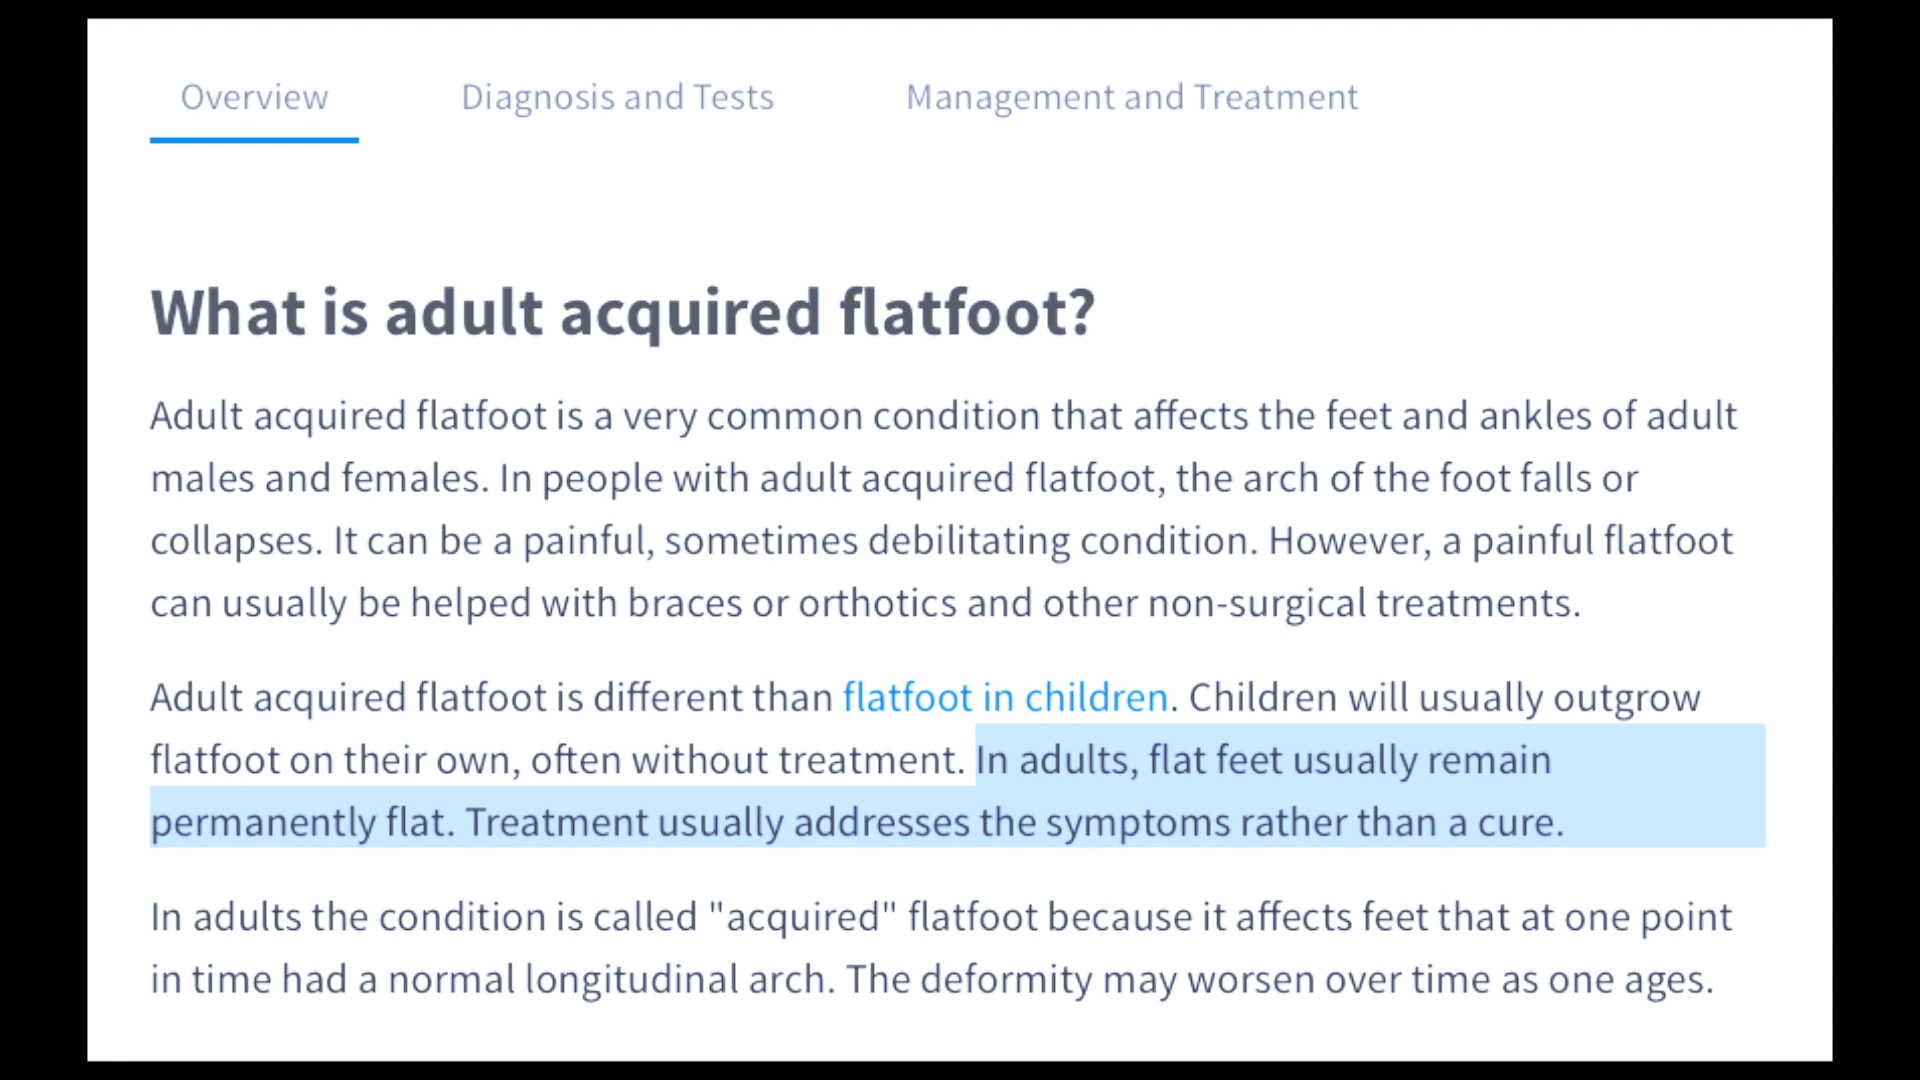 Overview Diagnosis and Tests Management and Treatment
What is adult acquired flatfoot?
Adult acquired flatfoot is a very common condition that affects the feet and ankles of adult
males and females. In people with adult acquired flatfoot, the arch of the foot falls or
collapses. It can be a painful, sometimes debilitating condition. However, a painful flatfoot
can usually be helped with braces or orthotics and other non-surgical treatments.
Adult acquired flatfoot is different than flatfoot in children. Children will usually outgrow
flatfoot on their own, often without treatment. In adults, flat feet usually remain
permanently flat. Treatment usually addresses the symptoms rather than a cure.
In adults the condition is called "acquired" flatfoot because it affects feet that at one point
in time had a normal longitudinal arch. The deformity may worsen over time as one ages.